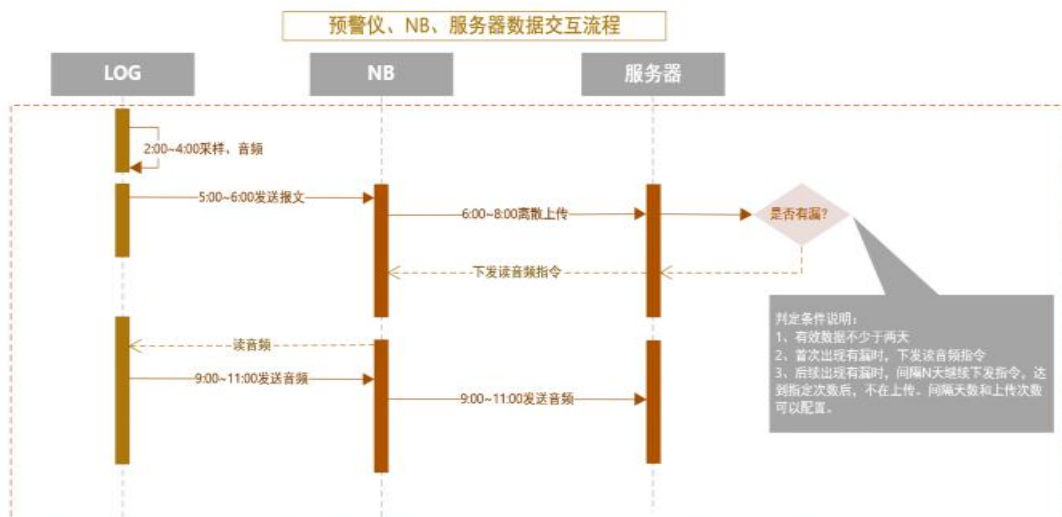 预警仪、NB、服务器数据交互流程
LOG
NB
服务器
2:00~4:00采样、音频
5:00~6:00发送报文
6:00~8:00离散上传
是否有漏?
下发读音频指令
判定条件说明:
1、有效数据不少于两天
2、首次出现有漏时，下发读音频指令
3、后续出现有漏时，间隔N天继续下发指令。达
到指定次数后，不在上传。间隔天数和上传次数
可以配置。
读音频
9:00~11:00发送音频
9:00~11:00发送音频